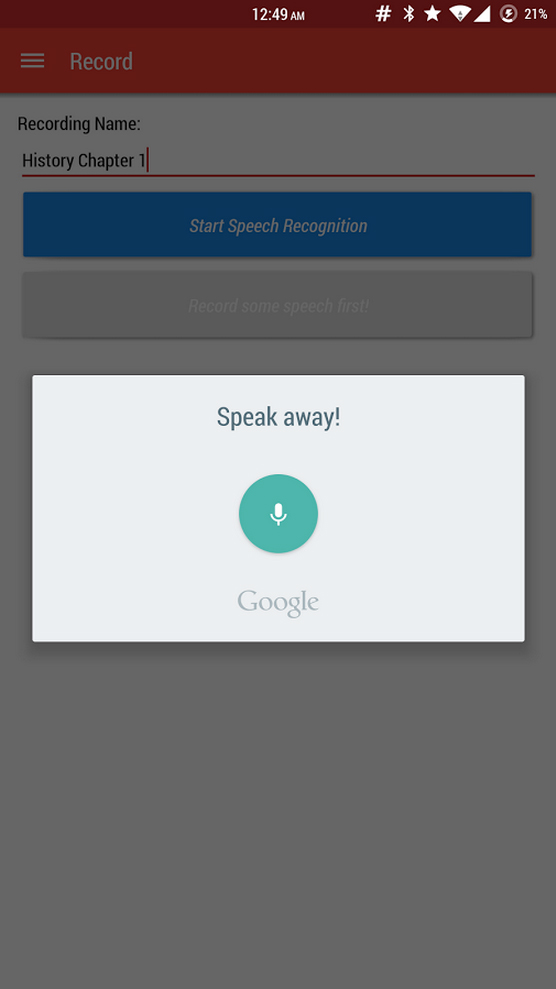 12:49 AM
21%
Record
Recording Name:
History Chapter 1
Start Speech Recognition
Record some speech first!
Speak away!
Google